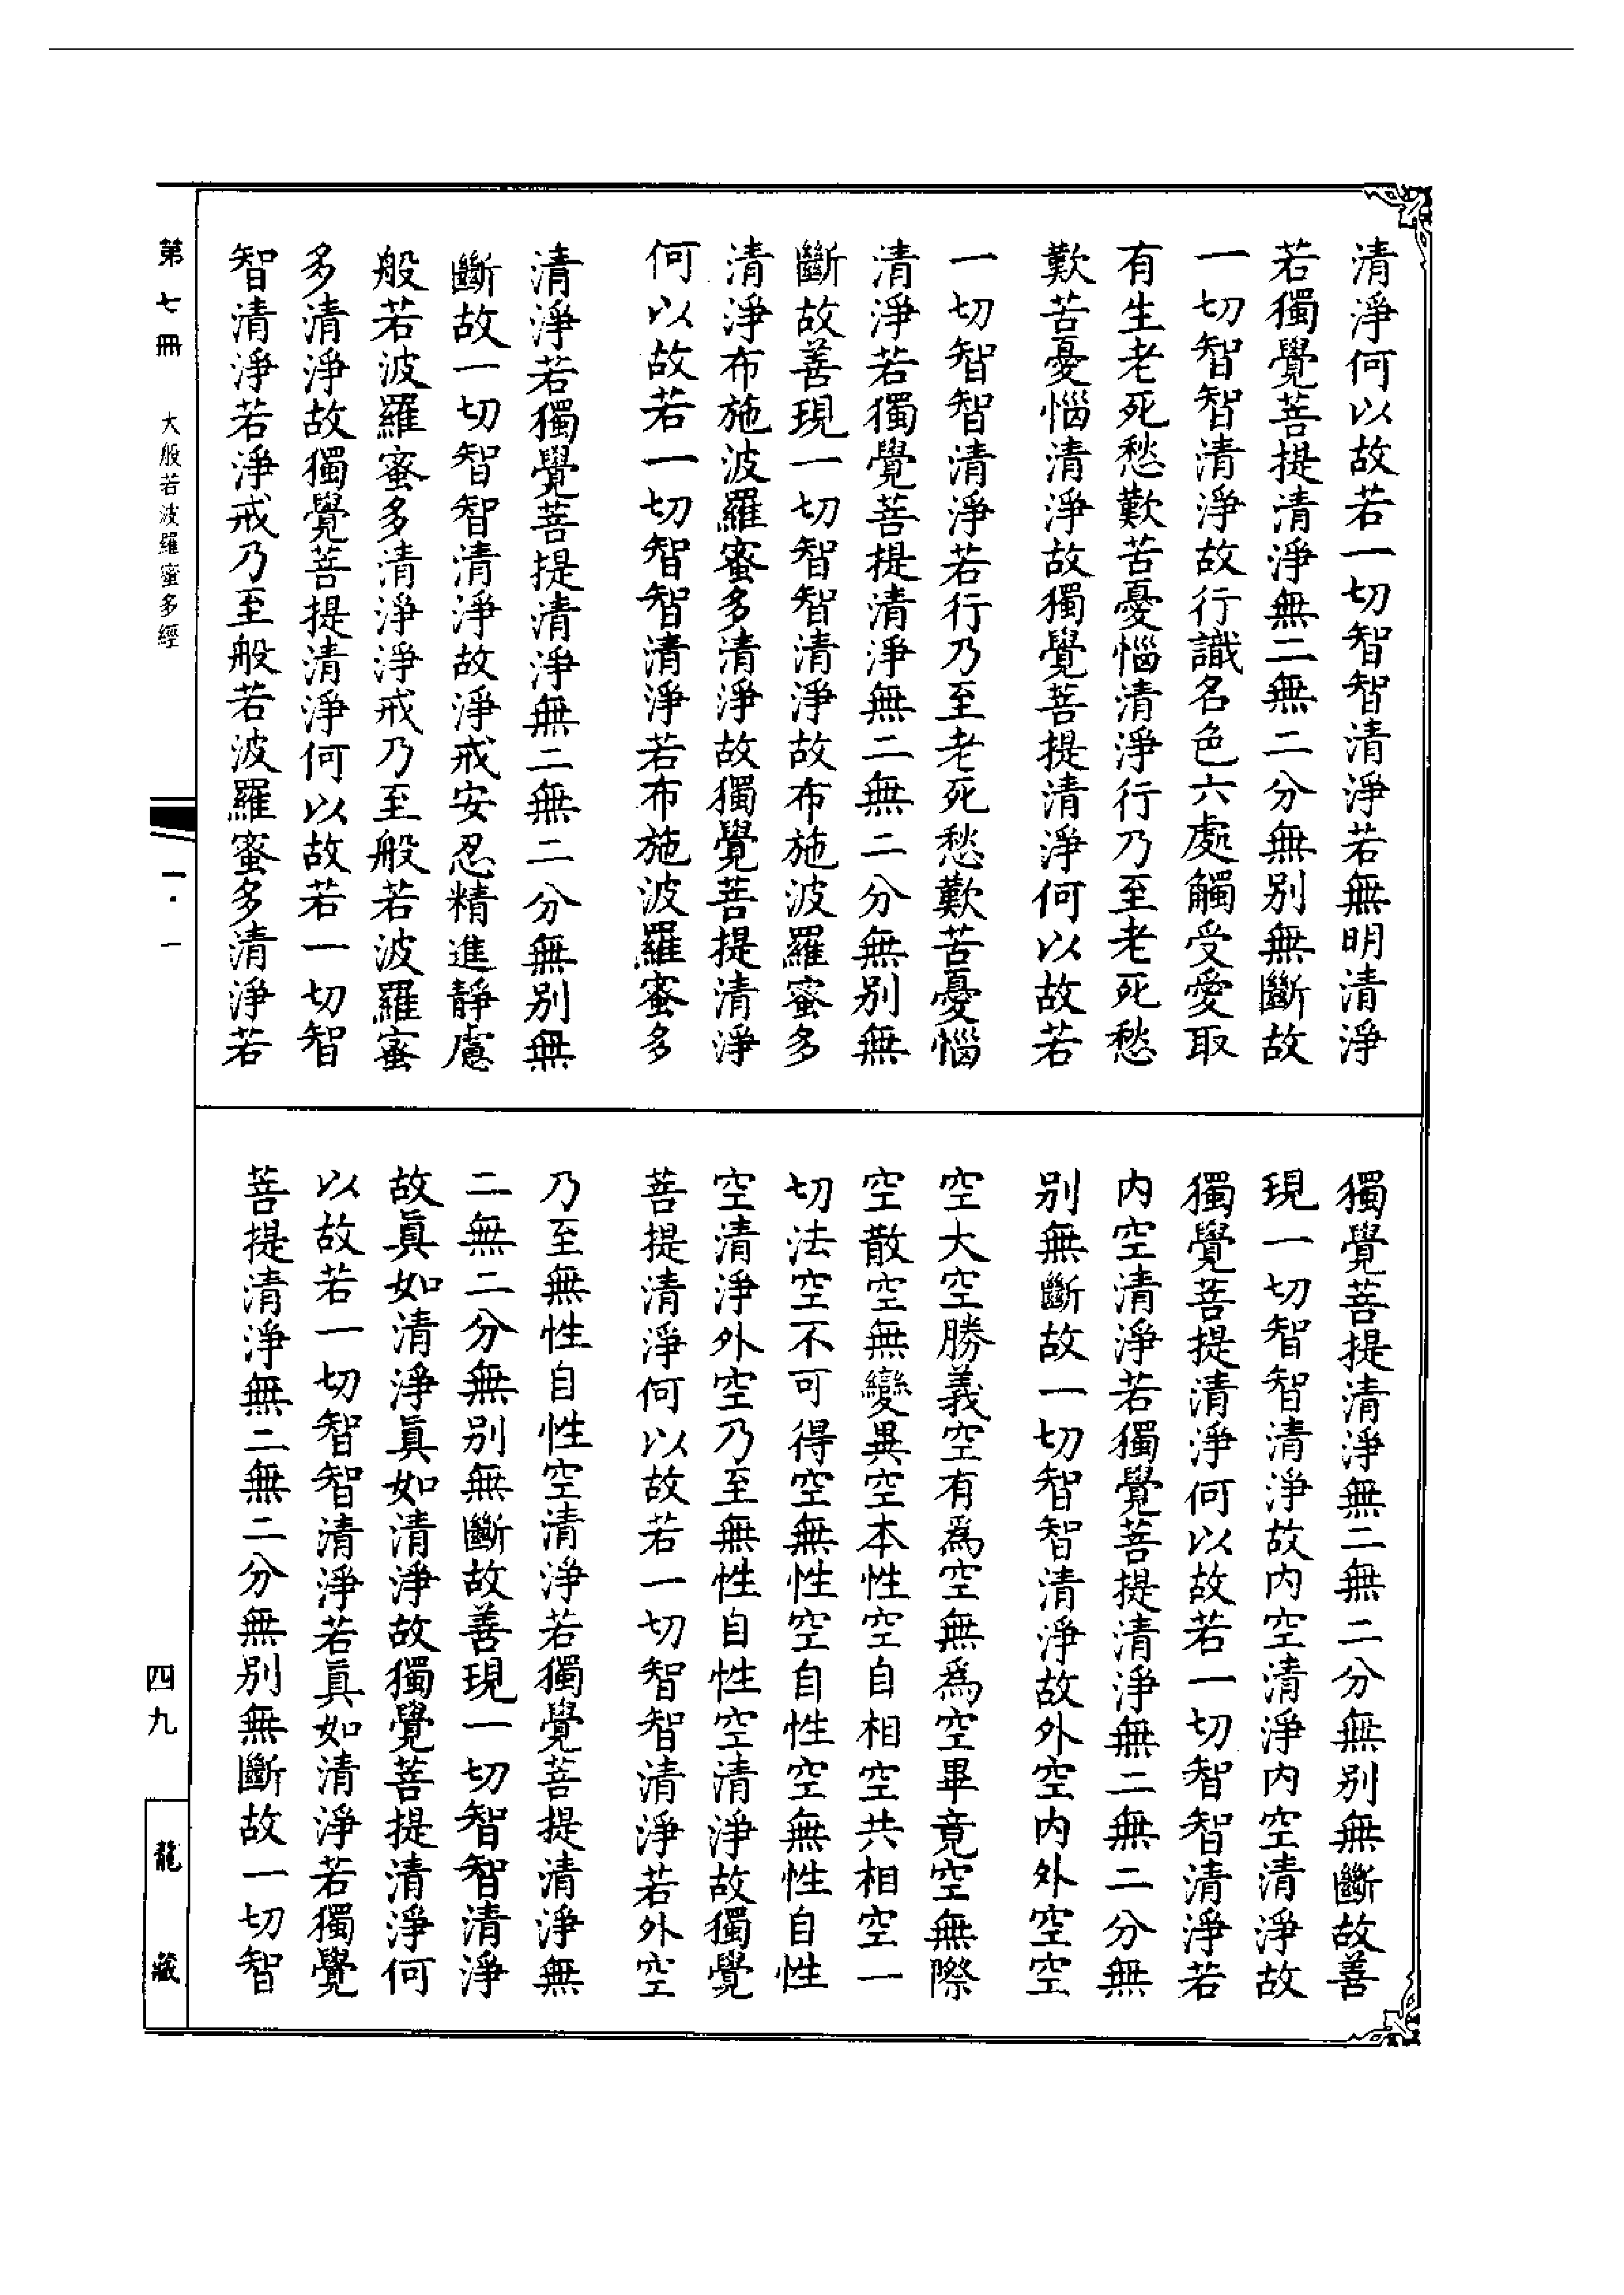 清淨何以故若一切智智清淨若無明清淨
若獨覺菩提清淨無二無二分無别無斷故
一切智智清淨故行識名色六處觸受愛取
有生老死愁歎苦憂惱清淨行乃至老死愁
歎苦憂惱清淨故獨覺菩提清淨何以故若
一切智智清淨若行乃至老死愁歎苦憂惱
清淨若獨覺菩提清淨無二無二分無别無
斷故善現一切智智清淨故布施波羅蜜多
清淨布施波羅蜜多清淨故獨覺菩提清淨
何以故若一切智智清淨若布施波羅蜜多
清淨若獨覺菩提清淨無二無二分無别無
斷故一切智智清淨故淨戒安忍精進靜慮
般若波羅蜜多清淨淨戒乃至般若波羅蜜
多清淨故獨覺菩提清淨何以故若一切智
智清淨若淨戒乃至般若波羅蜜多清淨若
獨覺菩提清淨無二無二分無别無斷故善
現一切智智清淨故内空清淨内空清淨故
獨覺菩提清淨何以故若一切智智清淨若
内空清淨若獨覺菩提清淨無二無二分無
别無斷故一切智智清淨故外空内外空空
空大空勝義空有爲空無爲空畢竟空無際
空散空無變異空本性空自相空共相空一
切法空不可得空無性空自性空無性自性
空清淨外空乃至無性自性空清淨故獨覺
菩提清淨何以故若一切智智清淨若外空
乃至無性自性空清淨若獨覺菩提清淨無
二無二分無别無斷故善現一切智智清淨
故眞如清淨眞如清淨故獨覺菩提清淨何
以故若一切智智清淨若眞如清淨若獨覺
菩提清淨無二無二分無别無斷故一切智
第七冊 大般若波羅蜜多經
一·一
四九
龍藏